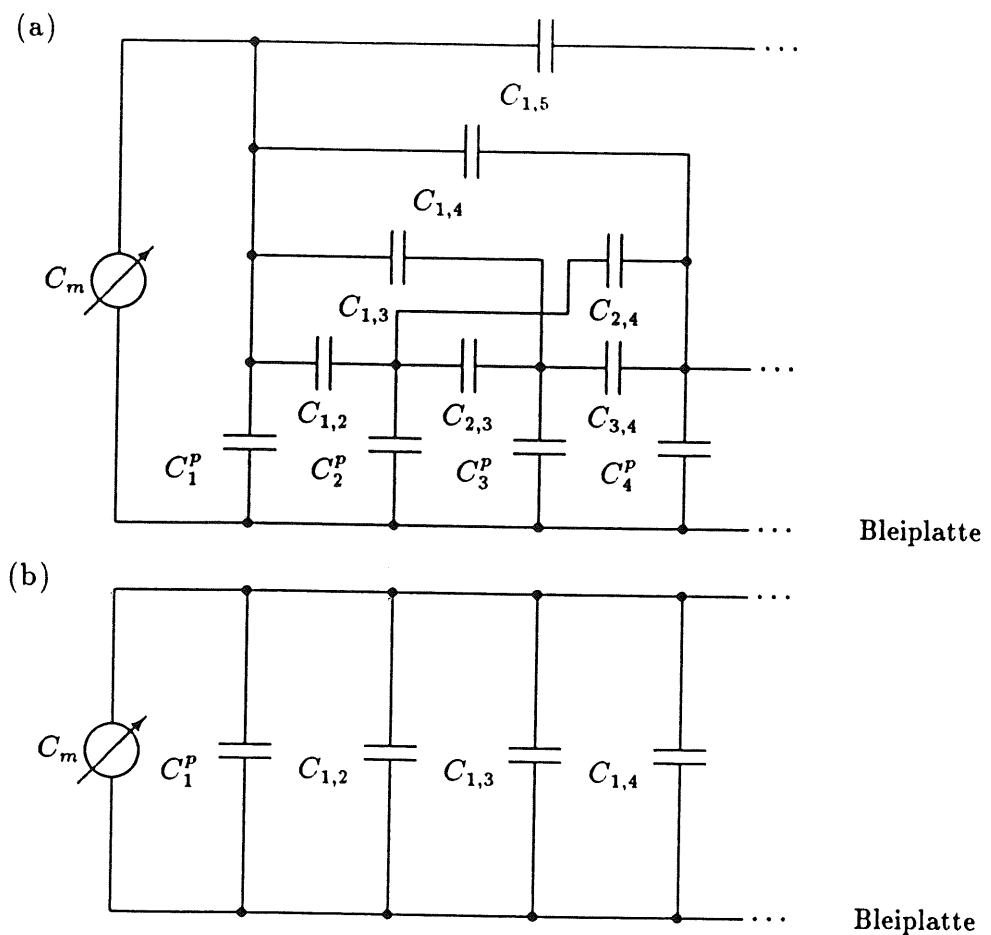 (a)
C_{1,5}
C_{1,4}
C_m
C_{1,3}
C_{2,4}
C_{1,2}
C_{2,3}
C_{3,4}
C_1^p
C_2^p
C_3^p
C_4^p
Bleiplatte
(b)
C_m
C_1^p
C_{1,2}
C_{1,3}
C_{1,4}
Bleiplatte